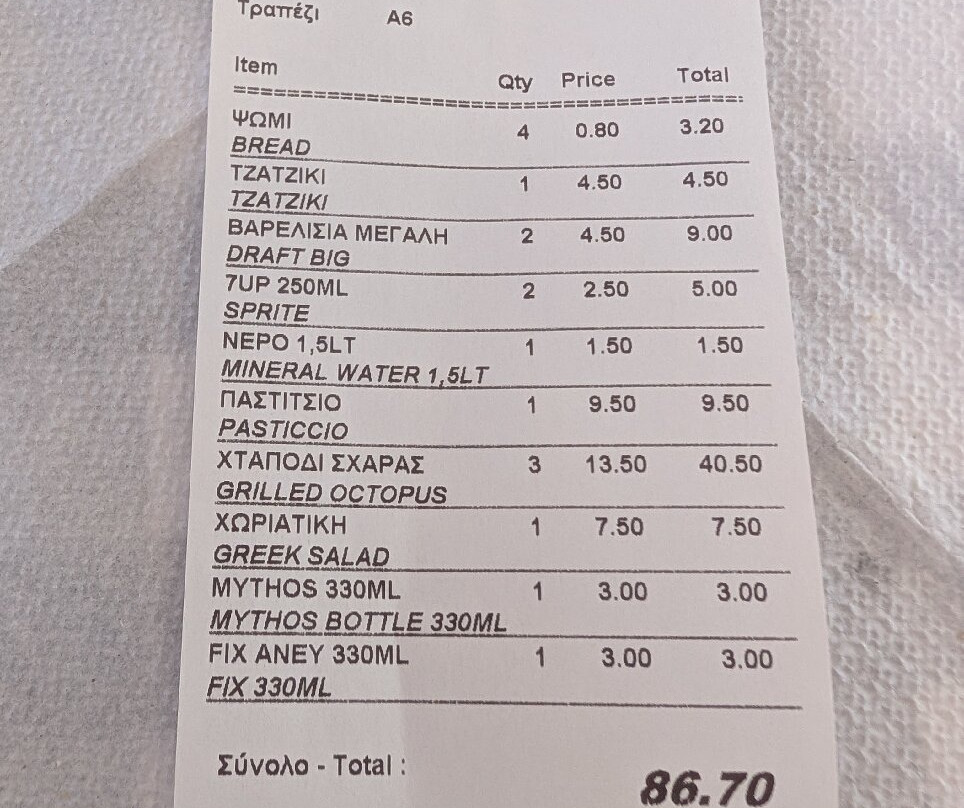 Τραπέζι A6
Item Qty Price Total
==========================================
ΨΩΜΙ 4 0.80 3.20
BREAD
TZATZIKI 1 4.50 4.50
TZATZIKI
ΒΑΡΕΛΙΣΙΑ ΜΕΓΑΛΗ 2 4.50 9.00
DRAFT BIG
7UP 250ML 2 2.50 5.00
SPRITE
ΝΕΡΟ 1,5LT 1 1.50 1.50
MINERAL WATER 1,5LT
ΠΑΣΤΙΤΣΙΟ 1 9.50 9.50
PASTICCIO
ΧΤΑΠΟΔΙ ΣΧΑΡΑΣ 3 13.50 40.50
GRILLED OCTOPUS
ΧΩΡΙΑΤΙΚΗ 1 7.50 7.50
GREEK SALAD
MYTHOS 330ML 1 3.00 3.00
MYTHOS BOTTLE 330ML
FIX ANEY 330ML 1 3.00 3.00
FIX 330ML
Σύνολο - Total : 86.70